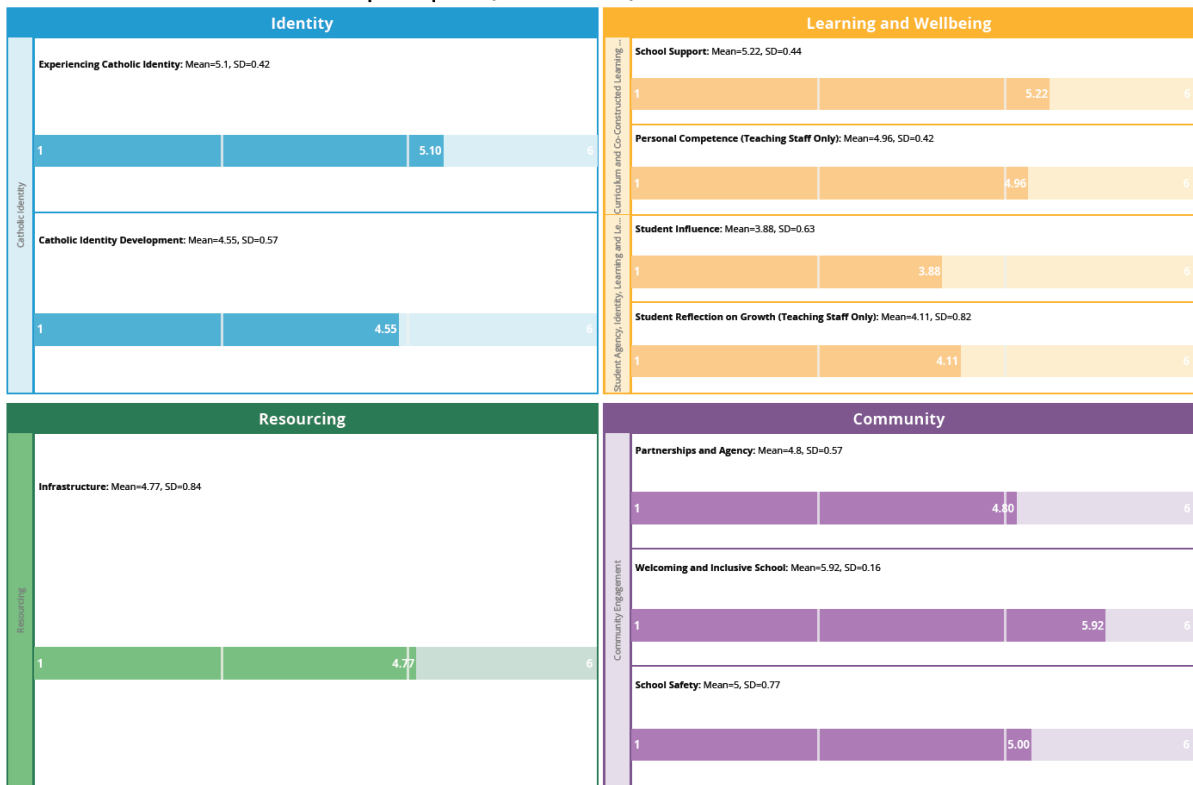 Identity
Catholic Identity
Experiencing Catholic Identity: Mean=5.1, SD=0.42
1 5.10 6
Catholic Identity Development: Mean=4.55, SD=0.57
1 4.55 6
Learning and Wellbeing
Curriculum and Co-Constructed Learning ...
School Support: Mean=5.22, SD=0.44
1 5.22 6
Personal Competence (Teaching Staff Only): Mean=4.96, SD=0.42
1 4.96 6
Student Agency, Identity, Learning and Le...
Student Influence: Mean=3.88, SD=0.63
1 3.88 6
Student Reflection on Growth (Teaching Staff Only): Mean=4.11, SD=0.82
1 4.11 6
Resourcing
Resourcing
Infrastructure: Mean=4.77, SD=0.84
1 4.77 6
Community
Community Engagement
Partnerships and Agency: Mean=4.8, SD=0.57
1 4.80 6
Welcoming and Inclusive School: Mean=5.92, SD=0.16
1 5.92 6
School Safety: Mean=5, SD=0.77
1 5.00 6